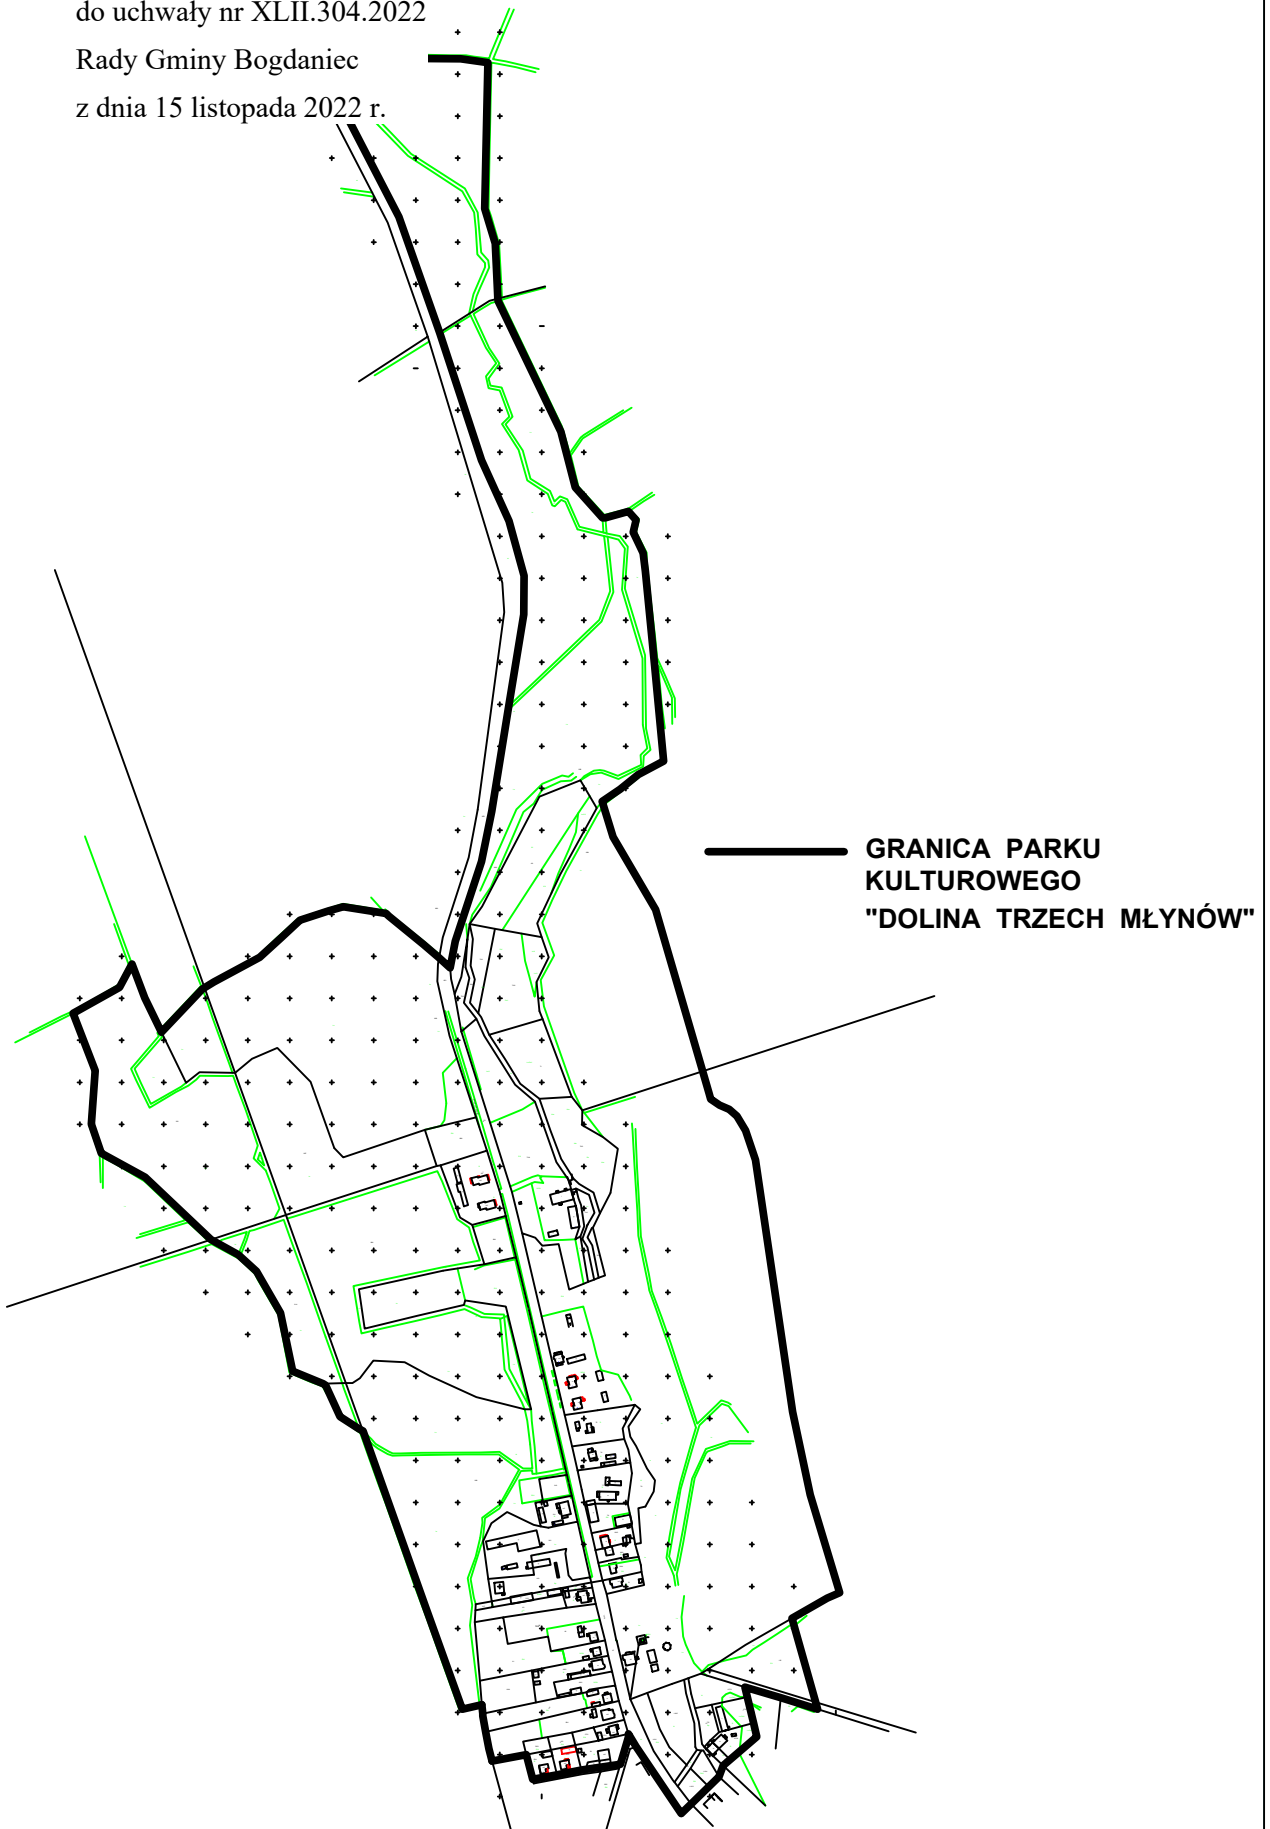 do uchwały nr XLII.304.2022
Rady Gminy Bogdaniec
z dnia 15 listopada 2022 r.
GRANICA PARKU
KULTUROWEGO
"DOLINA TRZECH MŁYNÓW"